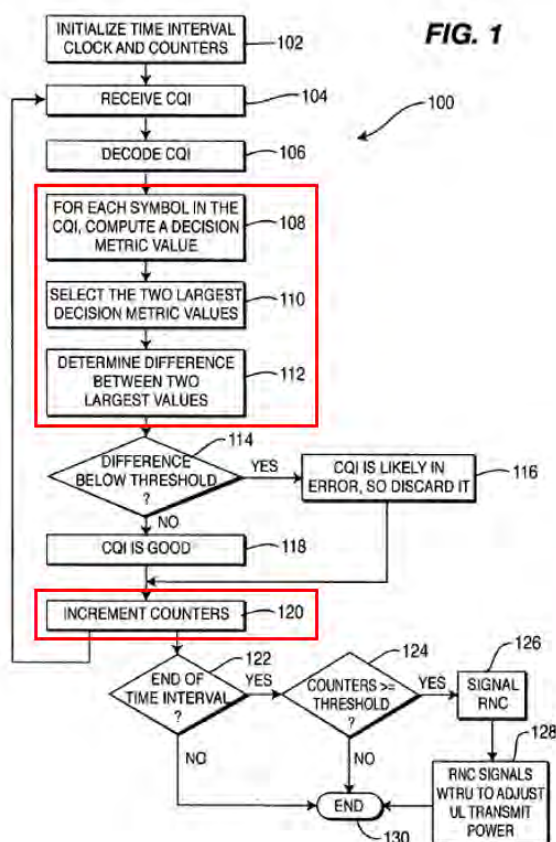 FIG. 1
INITIALIZE TIME INTERVAL
CLOCK AND COUNTERS
102
RECEIVE CQI
104
100
DECODE CQI
106
FOR EACH SYMBOL IN THE
CQI, COMPUTE A DECISION
METRIC VALUE
108
SELECT THE TWO LARGEST
DECISION METRIC VALUES
110
DETERMINE DIFFERENCE
BETWEEN TWO
LARGEST VALUES
112
114
DIFFERENCE
BELOW THRESHOLD
?
YES
CQI IS LIKELY IN
ERROR, SO DISCARD IT
116
NO
CQI IS GOOD
118
INCREMENT COUNTERS
120
122
END OF
TIME INTERVAL
?
YES
124
COUNTERS >=
THRESHOLD
?
YES
126
SIGNAL
RNC
128
NO
NO
RNC SIGNALS
WTRU TO ADJUST
UL TRANSMIT
POWER
END
130